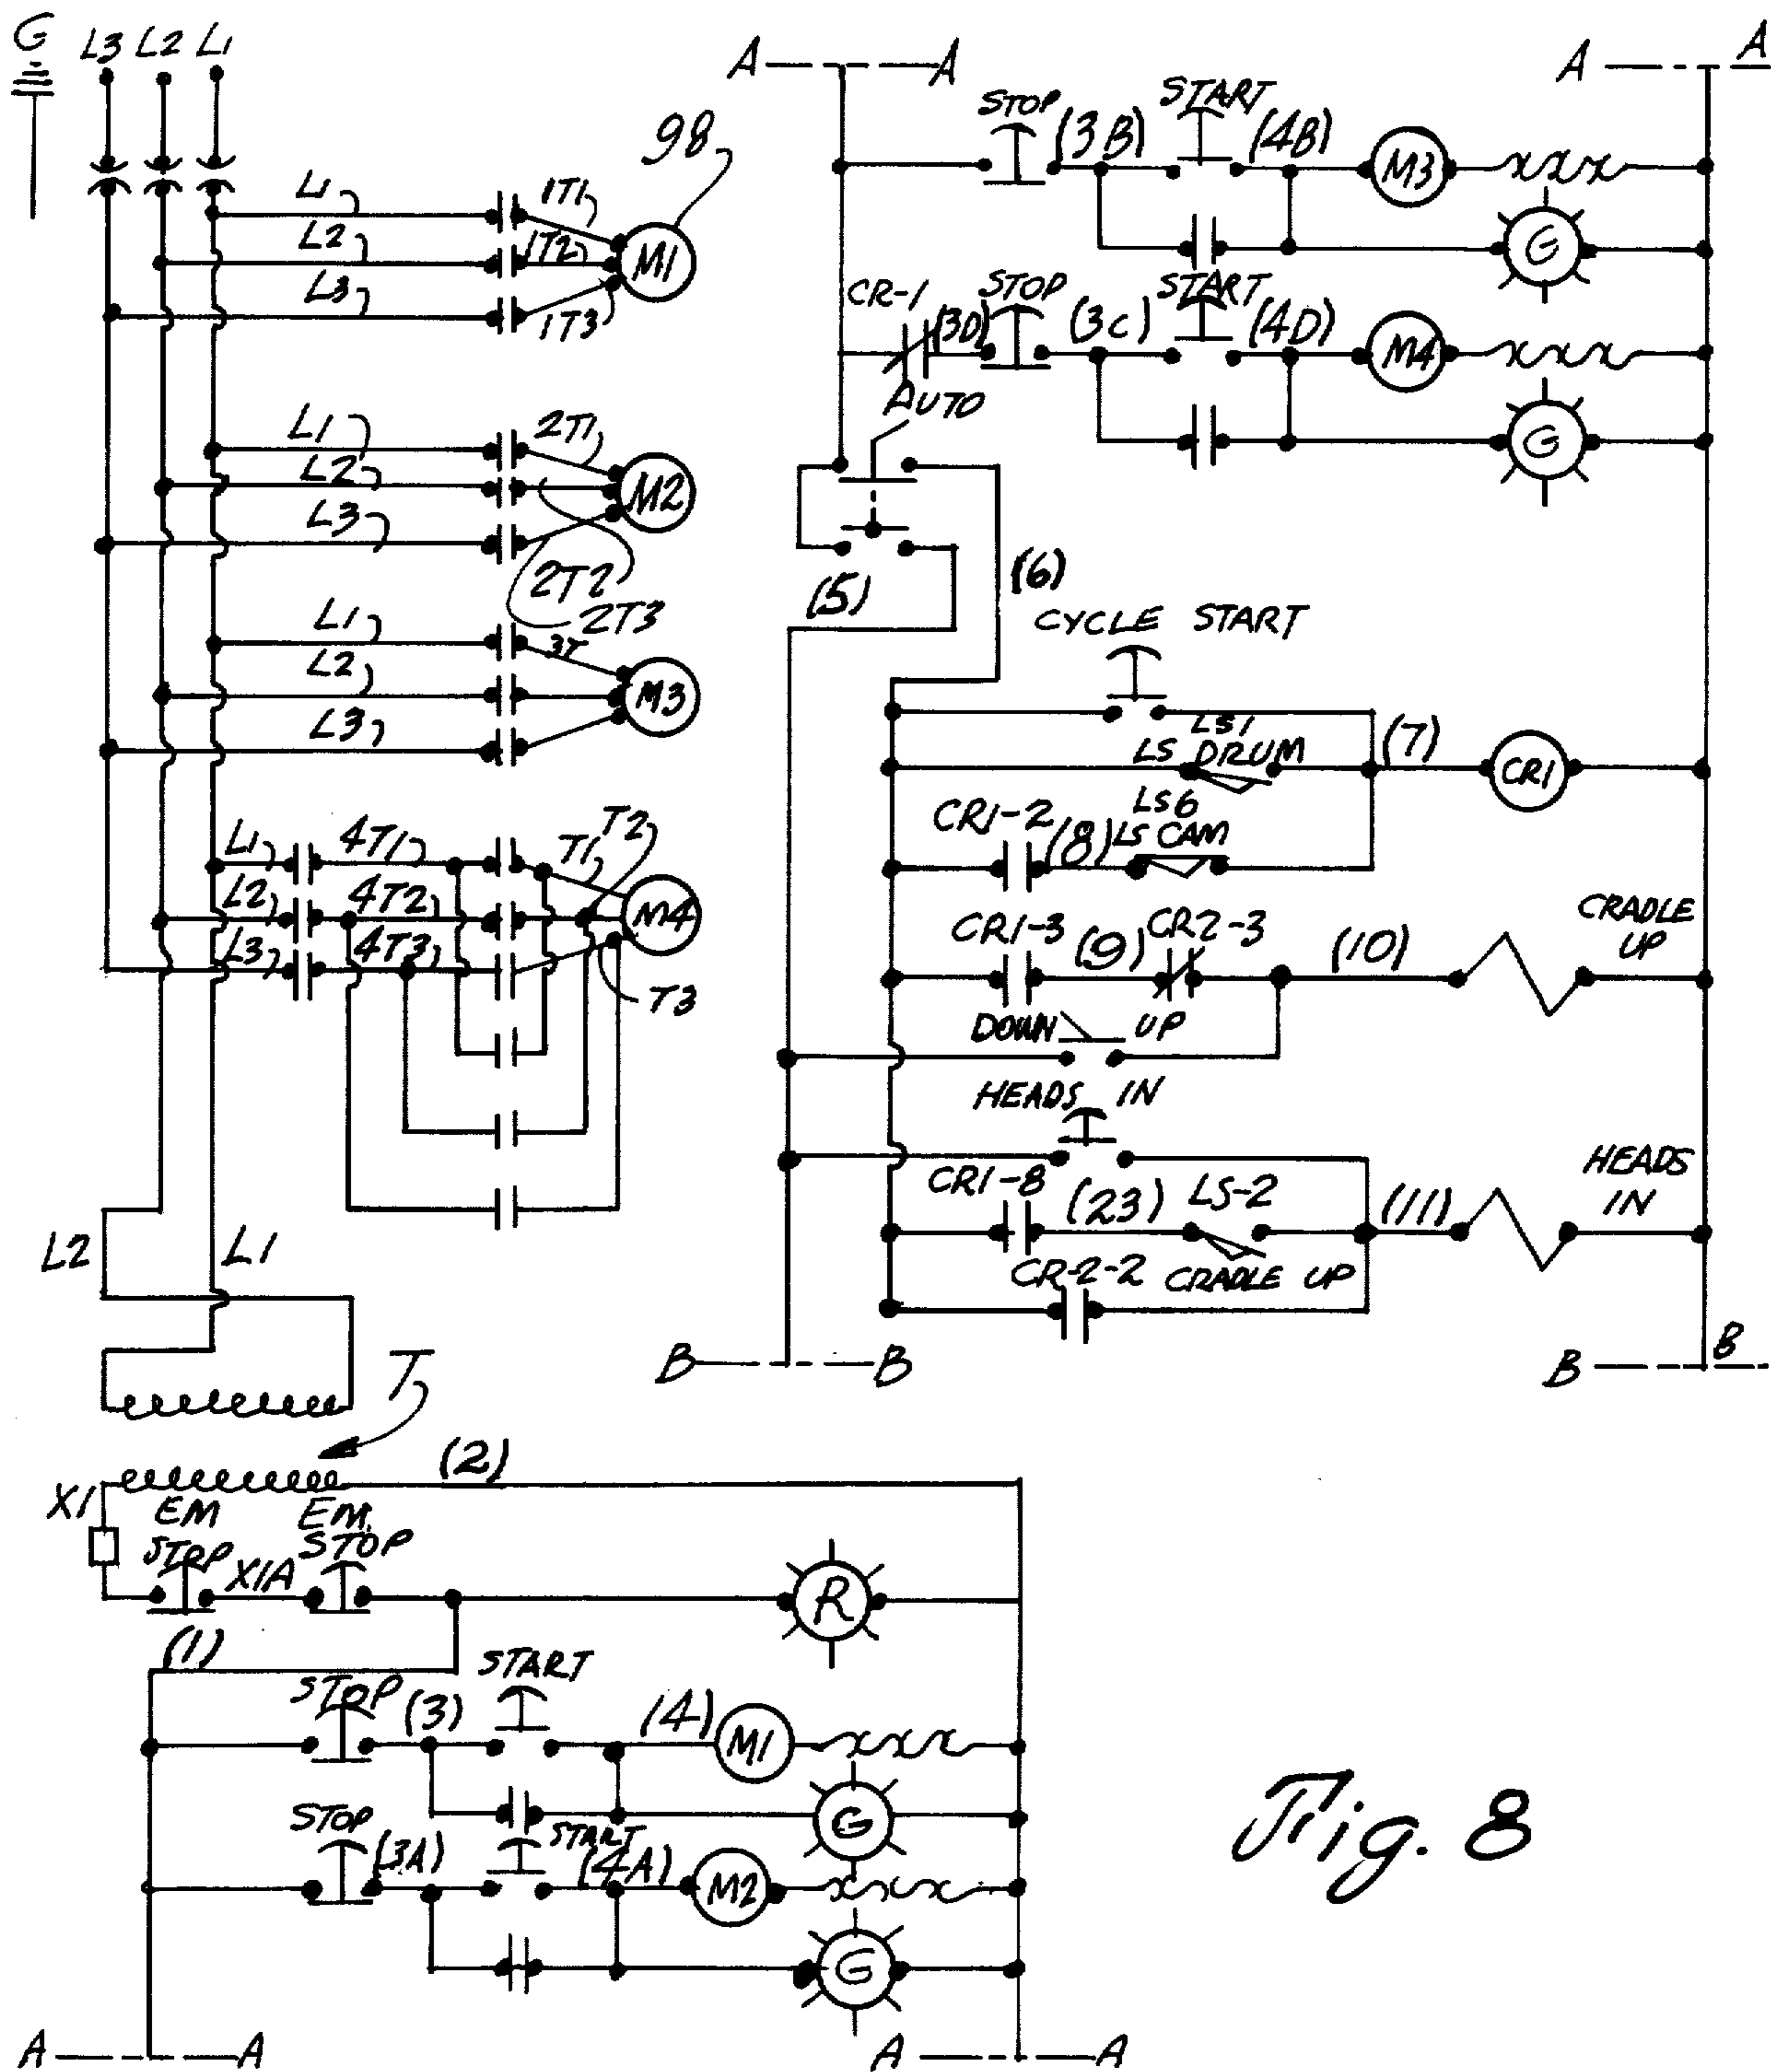 G L3 L2 L1
98
L1 1T1
L2 1T2 M1
L3 1T3
L1 2T1
L2 M2
L3
2T2
2T3
L1 3T
L2 M3
L3
L1 4T1 T1 T2
L2 4T2 M4
L3 4T3
T3
L2 L1
T
(2)
X1
EM STOP
EM. STOP
X1A
R
(1)
STOP (3) START (4) M1
G
STOP (3A) START (4A) M2
G
A A A A
A A A A
STOP (3B) START (4B) M3
G
CR-1 (3D) STOP (3C) START (4D) M4
G
AUTO
(5) (6)
CYCLE START
LS1
LS DRUM (7) CR1
LS6
CR1-2 (8) LS CAM
CRADLE
UP
CR1-3 (9) CR2-3 (10)
DOWN UP
HEADS IN
HEADS
IN
CR1-8 (23) LS-2 (11)
CR-2-2 CRADLE UP
B B B B
Fig. 8